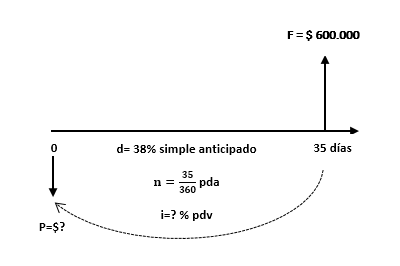 F = $ 600.000
0
d= 38% simple anticipado
35 días
n = 35/360 pda
i=? % pdv
P=$?